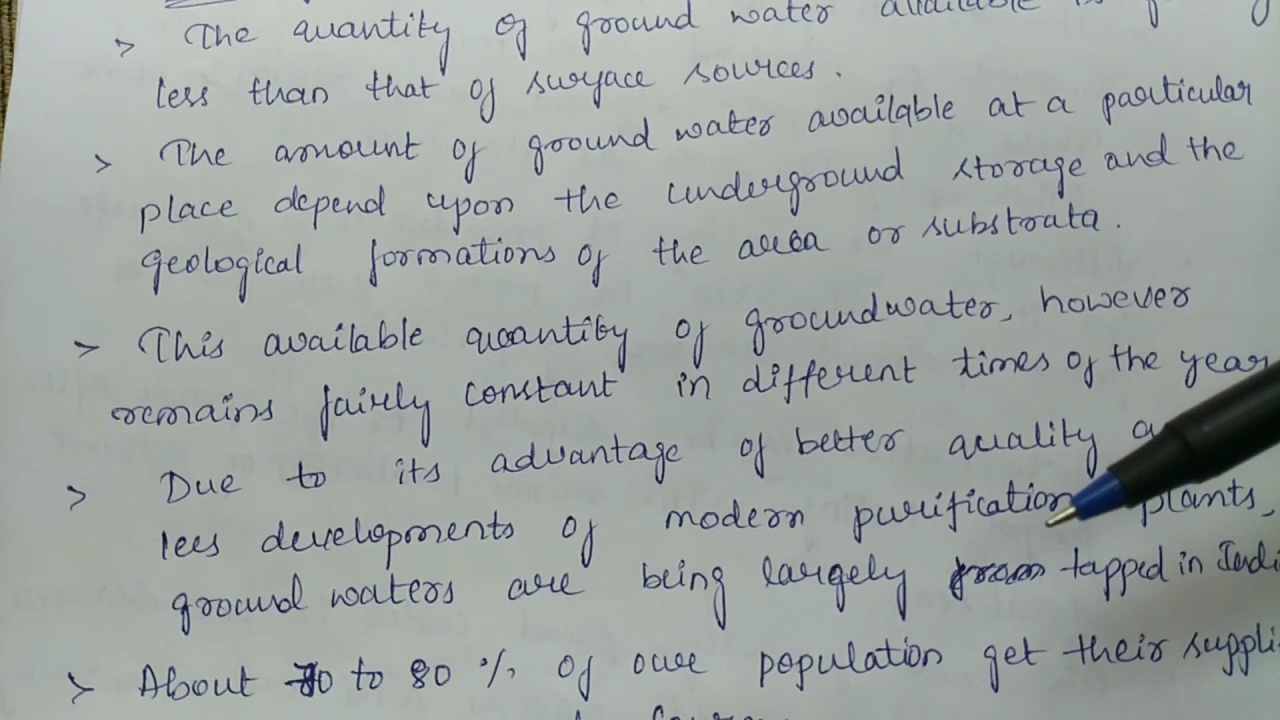 > The quantity of ground water available is
less than that of surface sources.
> The amount of ground water available at a particular
place depend upon the underground storage and the
geological formations of the area or substrata.
> This available quantity of groundwater, however
remains fairly constant in different times of the year
> Due to its advantage of better quality
less developments of modern purification plants,
ground waters are being largely tapped in Indi
> About 70 to 80 % of our population get their suppli